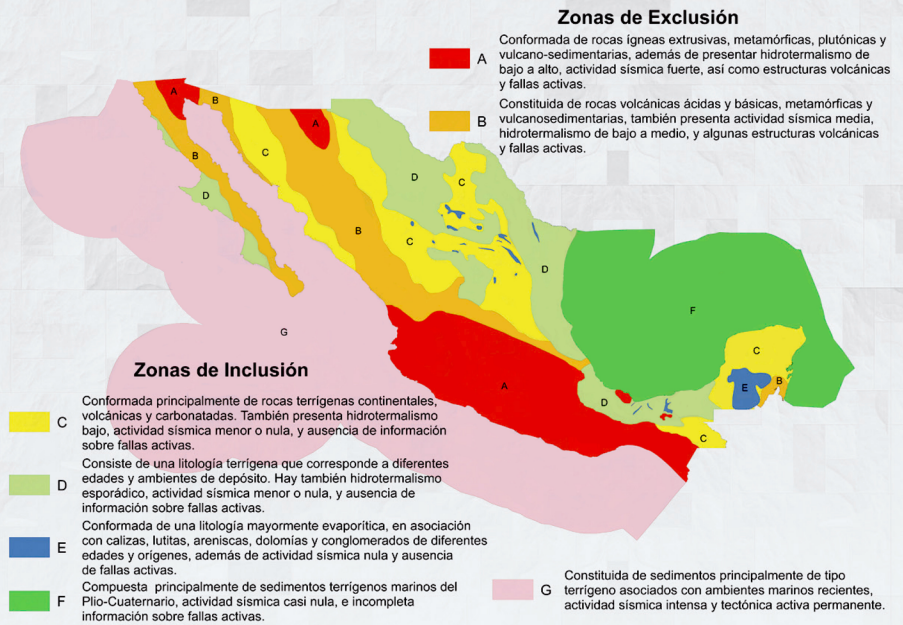 Zonas de Exclusión
A
Conformada de rocas ígneas extrusivas, metamórficas, plutónicas y
vulcano-sedimentarias, además de presentar hidrotermalismo de
bajo a alto, actividad sísmica fuerte, así como estructuras volcánicas
y fallas activas.
B
Constituida de rocas volcánicas ácidas y básicas, metamórficas y
vulcanosedimentarias, también presenta actividad sísmica media,
hidrotermalismo de bajo a medio, y algunas estructuras volcánicas
y fallas activas.
A
B
A
C
B
D
D
C
B
C
D
F
G
C
E
B
A
D
C
Zonas de Inclusión
C
Conformada principalmente de rocas terrígenas continentales,
volcánicas y carbonatadas. También presenta hidrotermalismo
bajo, actividad sísmica menor o nula, y ausencia de información
sobre fallas activas.
D
Consiste de una litología terrígena que corresponde a diferentes
edades y ambientes de depósito. Hay también hidrotermalismo
esporádico, actividad sísmica menor o nula, y ausencia de
información sobre fallas activas.
E
Conformada de una litología mayormente evaporítica, en asociación
con calizas, lutitas, areniscas, dolomías y conglomerados de diferentes
edades y orígenes, además de actividad sísmica nula y ausencia
de fallas activas.
F
Compuesta principalmente de sedimentos terrígenos marinos del
Plio-Cuaternario, actividad sísmica casi nula, e incompleta
información sobre fallas activas.
G
Constituida de sedimentos principalmente de tipo
terrígeno asociados con ambientes marinos recientes,
actividad sísmica intensa y tectónica activa permanente.